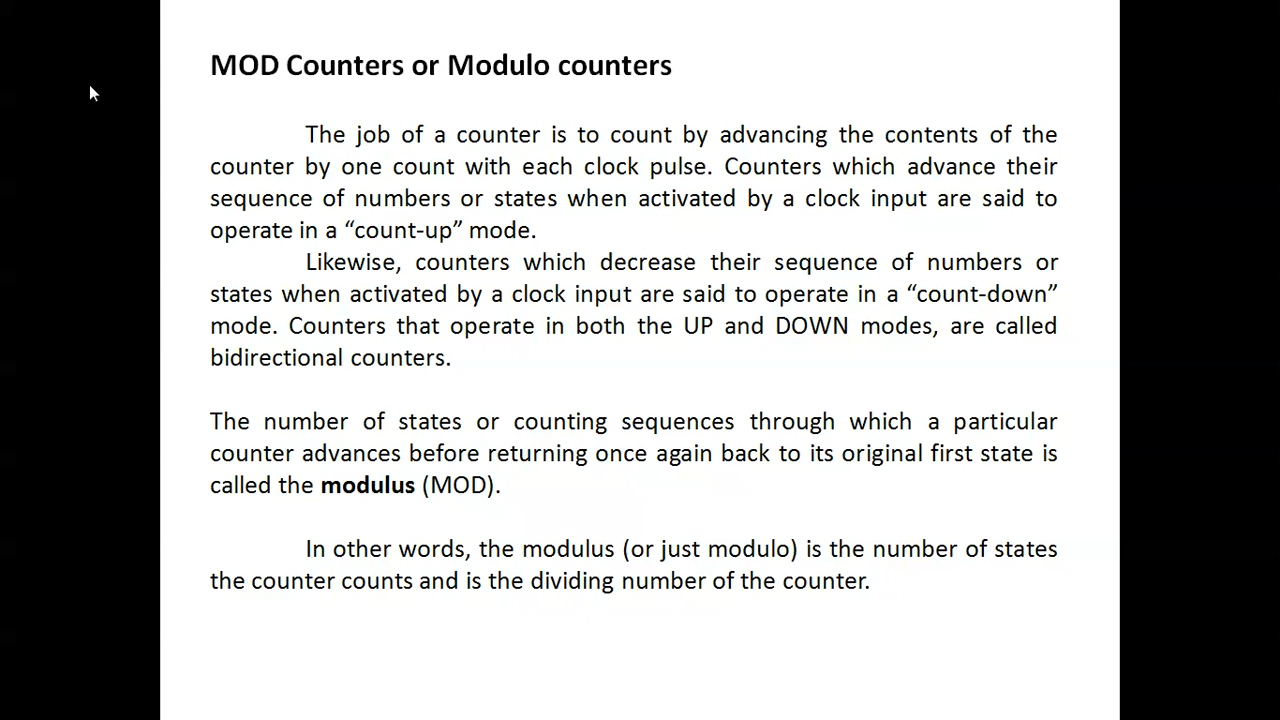 MOD Counters or Modulo counters
The job of a counter is to count by advancing the contents of the
counter by one count with each clock pulse. Counters which advance their
sequence of numbers or states when activated by a clock input are said to
operate in a “count-up” mode.
Likewise, counters which decrease their sequence of numbers or
states when activated by a clock input are said to operate in a “count-down”
mode. Counters that operate in both the UP and DOWN modes, are called
bidirectional counters.
The number of states or counting sequences through which a particular
counter advances before returning once again back to its original first state is
called the modulus (MOD).
In other words, the modulus (or just modulo) is the number of states
the counter counts and is the dividing number of the counter.